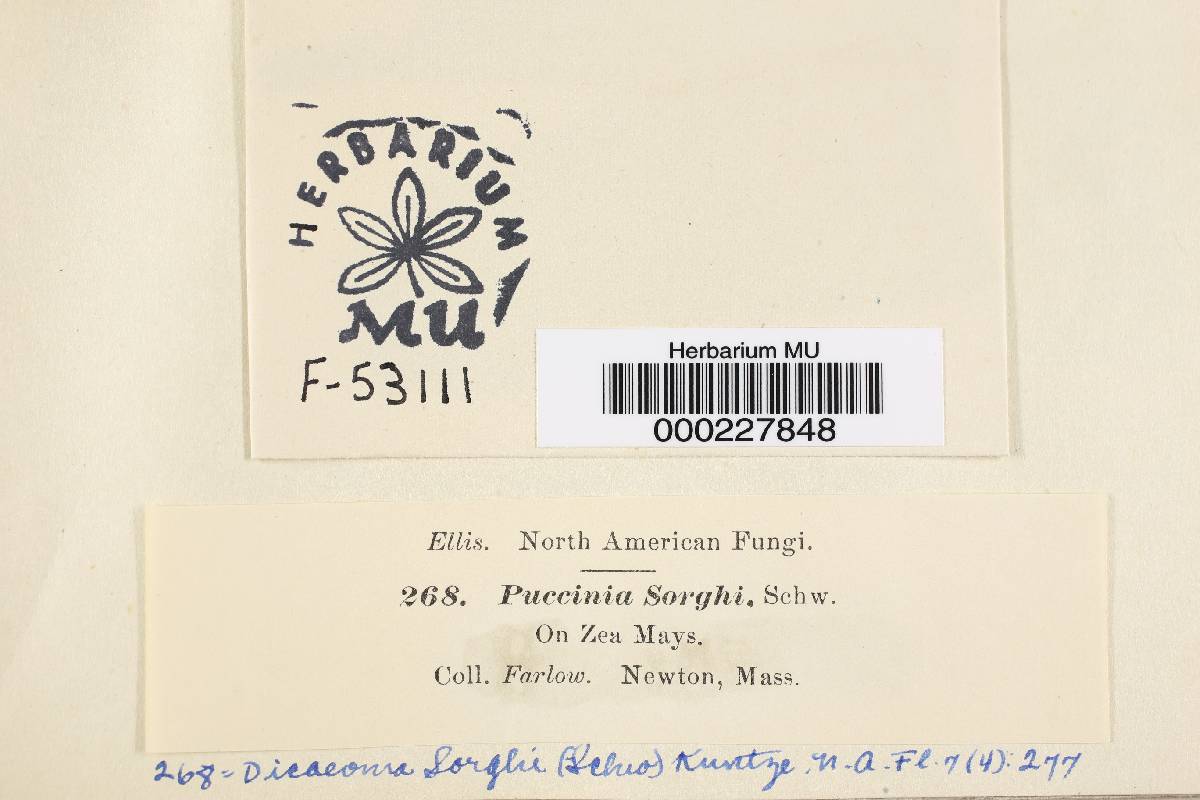 HERBARIUM
MU
F-53111
Herbarium MU
000227848
Ellis. North American Fungi.
268. Puccinia Sorghi, Schw.
On Zea Mays.
Coll. Farlow. Newton, Mass.
268 = Dicaeoma Sorghi (Schw) Kuntze, N. A. Fl. 7 (4): 277